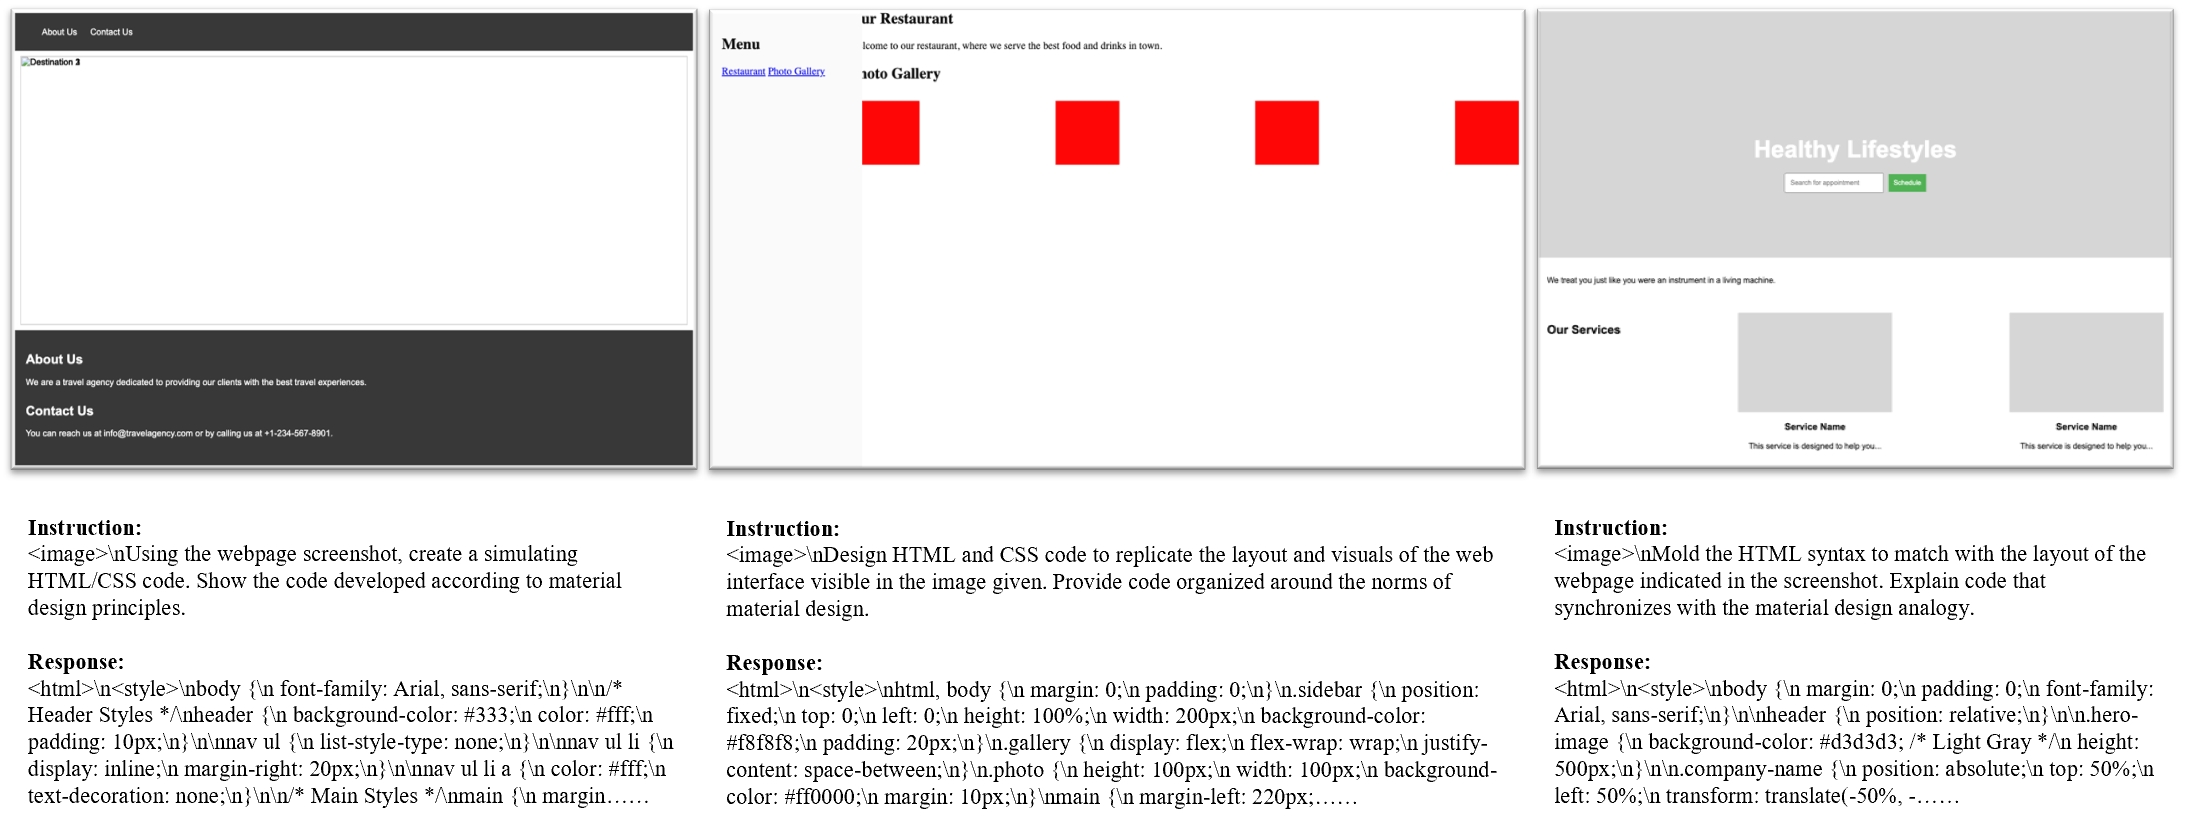 About Us Contact Us
Destination 3
About Us
We are a travel agency dedicated to providing our clients with the best travel experiences.
Contact Us
You can reach us at info@travelagency.com or by calling us at +1-234-567-8901.
Instruction:
<image>\nUsing the webpage screenshot, create a simulating
HTML/CSS code. Show the code developed according to material
design principles.
Response:
<html>\n<style>\nbody {\n font-family: Arial, sans-serif;\n}\n\n/*
Header Styles */\nheader {\n background-color: #333;\n color: #fff;\n
padding: 10px;\n}\n\nnav ul {\n list-style-type: none;\n}\n\nnav ul li {\n
display: inline;\n margin-right: 20px;\n}\n\nnav ul li a {\n color: #fff;\n
text-decoration: none;\n}\n\n/* Main Styles */\nmain {\n margin……
ur Restaurant
Menu
lcome to our restaurant, where we serve the best food and drinks in town.
Restaurant Photo Gallery
hoto Gallery
Instruction:
<image>\nDesign HTML and CSS code to replicate the layout and visuals of the web
interface visible in the image given. Provide code organized around the norms of
material design.
Response:
<html>\n<style>\nhtml, body {\n margin: 0;\n padding: 0;\n}\n.sidebar {\n position:
fixed;\n top: 0;\n left: 0;\n height: 100%;\n width: 200px;\n background-color:
#f8f8f8;\n padding: 20px;\n}\n.gallery {\n display: flex;\n flex-wrap: wrap;\n justify-
content: space-between;\n}\n.photo {\n height: 100px;\n width: 100px;\n background-
color: #ff0000;\n margin: 10px;\n}\nmain {\n margin-left: 220px;……
Healthy Lifestyles
Search for appointment Schedule
We treat you just like you were an instrument in a living machine.
Our Services
Service Name Service Name
This service is designed to help you... This service is designed to help you...
Instruction:
<image>\nMold the HTML syntax to match with the layout of the
webpage indicated in the screenshot. Explain code that
synchronizes with the material design analogy.
Response:
<html>\n<style>\nbody {\n margin: 0;\n padding: 0;\n font-family:
Arial, sans-serif;\n}\n\nheader {\n position: relative;\n}\n\n.hero-
image {\n background-color: #d3d3d3; /* Light Gray */\n height:
500px;\n}\n\n.company-name {\n position: absolute;\n top: 50%;\n
left: 50%;\n transform: translate(-50%, -……